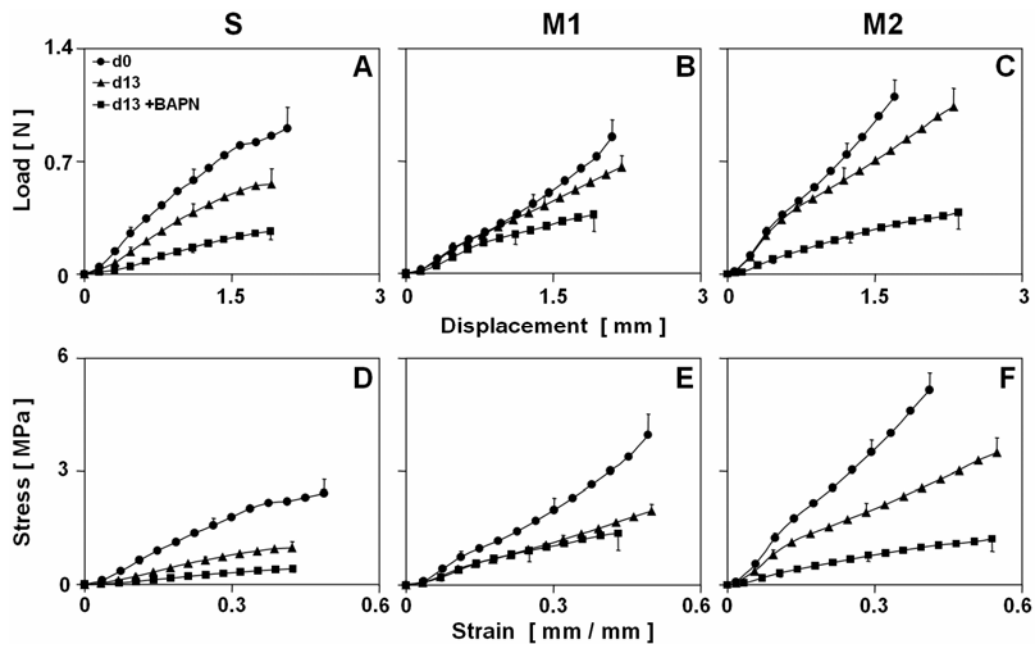 S M1 M2
1.4
● d0
▲ d13
■ d13 +BAPN
A B C
Load [ N ]
0.7
0
0 1.5 3 0 1.5 3 0 1.5 3
Displacement [ mm ]
6
D E F
Stress [ MPa ]
3
0
0 0.3 0.6 0 0.3 0.6 0 0.3 0.6
Strain [ mm / mm ]